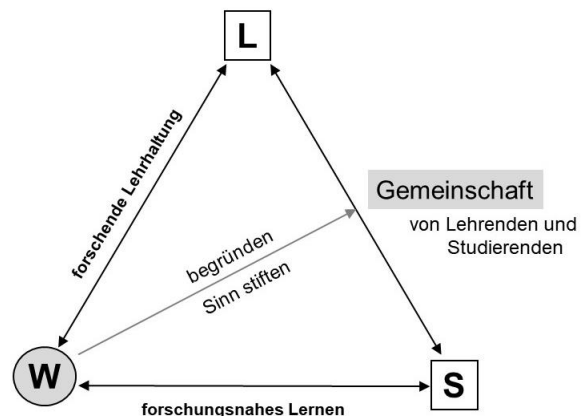 L
forschende Lehrhaltung
Gemeinschaft
von Lehrenden und
Studierenden
begründen
Sinn stiften
W
S
forschungsnahes Lernen